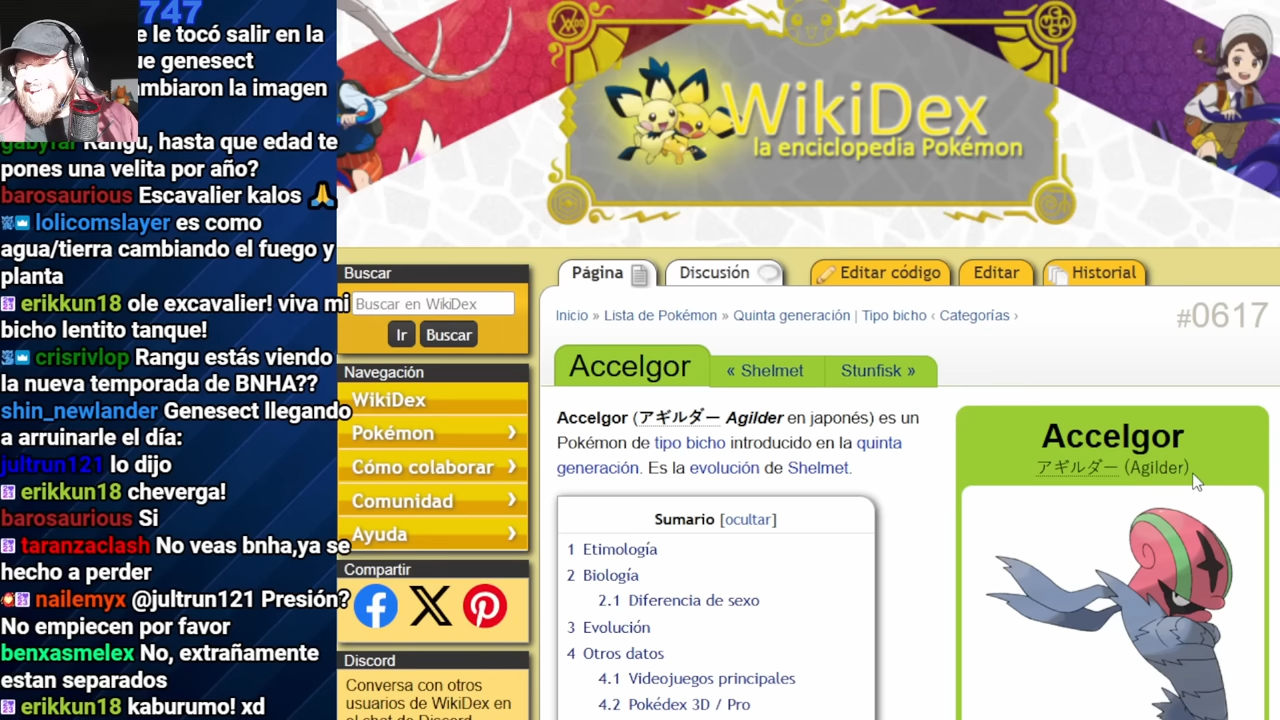 747
e le tocó salir en la
ue genesect
ambiaron la imagen
gabyfal Rangu, hasta que edad te
pones una velita por año?
barosaurious Escavalier kalos 🙏
lolicomslayer es como
agua/tierra cambiando el fuego y
planta
erikkun18 ole excavalier! viva mi
bicho lentito tanque!
crisrivlop Rangu estás viendo
la nueva temporada de BNHA??
shin_newlander Genesect llegando
a arruinarle el día:
jultrun121 lo dijo
erikkun18 cheverga!
barosaurious Si
taranzaclash No veas bnha,ya se
hecho a perder
nailemyx @jultrun121 Presión?
No empiecen por favor
benxasmelex No, extrañamente
estan separados
erikkun18 kaburumo! xd
WikiDex
la enciclopedia Pokémon
Buscar
Buscar en WikiDex
Ir Buscar
Navegación
WikiDex
Pokémon
Cómo colaborar
Comunidad
Ayuda
Compartir
Discord
Conversa con otros
usuarios de WikiDex en
Página Discusión Editar código Editar Historial
Inicio » Lista de Pokémon » Quinta generación | Tipo bicho ‹ Categorías ›
#0617
Accelgor « Shelmet Stunfisk »
Accelgor (アギルダー Agilder en japonés) es un
Pokémon de tipo bicho introducido en la quinta
generación. Es la evolución de Shelmet.
Sumario [ocultar]
1 Etimología
2 Biología
2.1 Diferencia de sexo
3 Evolución
4 Otros datos
4.1 Videojuegos principales
4.2 Pokédex 3D / Pro
Accelgor
アギルダー (Agilder)